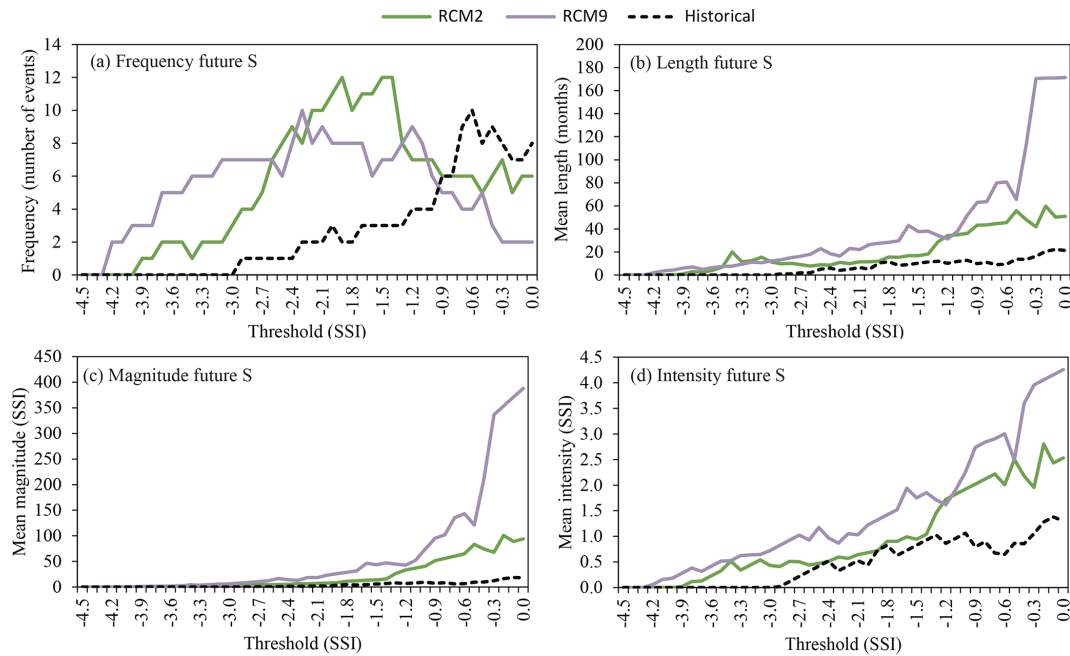 RCM2 RCM9 Historical
(a) Frequency future S
Frequency (number of events)
14
12
10
8
6
4
2
0
-4.5 -4.2 -3.9 -3.6 -3.3 -3.0 -2.7 -2.4 -2.1 -1.8 -1.5 -1.2 -0.9 -0.6 -0.3 0.0
Threshold (SSI)
(b) Length future S
Mean length (months)
200
180
160
140
120
100
80
60
40
20
0
-4.5 -4.2 -3.9 -3.6 -3.3 -3.0 -2.7 -2.4 -2.1 -1.8 -1.5 -1.2 -0.9 -0.6 -0.3 0.0
Threshold (SSI)
(c) Magnitude future S
Mean magnitude (SSI)
450
400
350
300
250
200
150
100
50
0
-4.5 -4.2 -3.9 -3.6 -3.3 -3.0 -2.7 -2.4 -2.1 -1.8 -1.5 -1.2 -0.9 -0.6 -0.3 0.0
Threshold (SSI)
(d) Intensity future S
Mean intensity (SSI)
4.5
4.0
3.5
3.0
2.5
2.0
1.5
1.0
0.5
0.0
-4.5 -4.2 -3.9 -3.6 -3.3 -3.0 -2.7 -2.4 -2.1 -1.8 -1.5 -1.2 -0.9 -0.6 -0.3 0.0
Threshold (SSI)